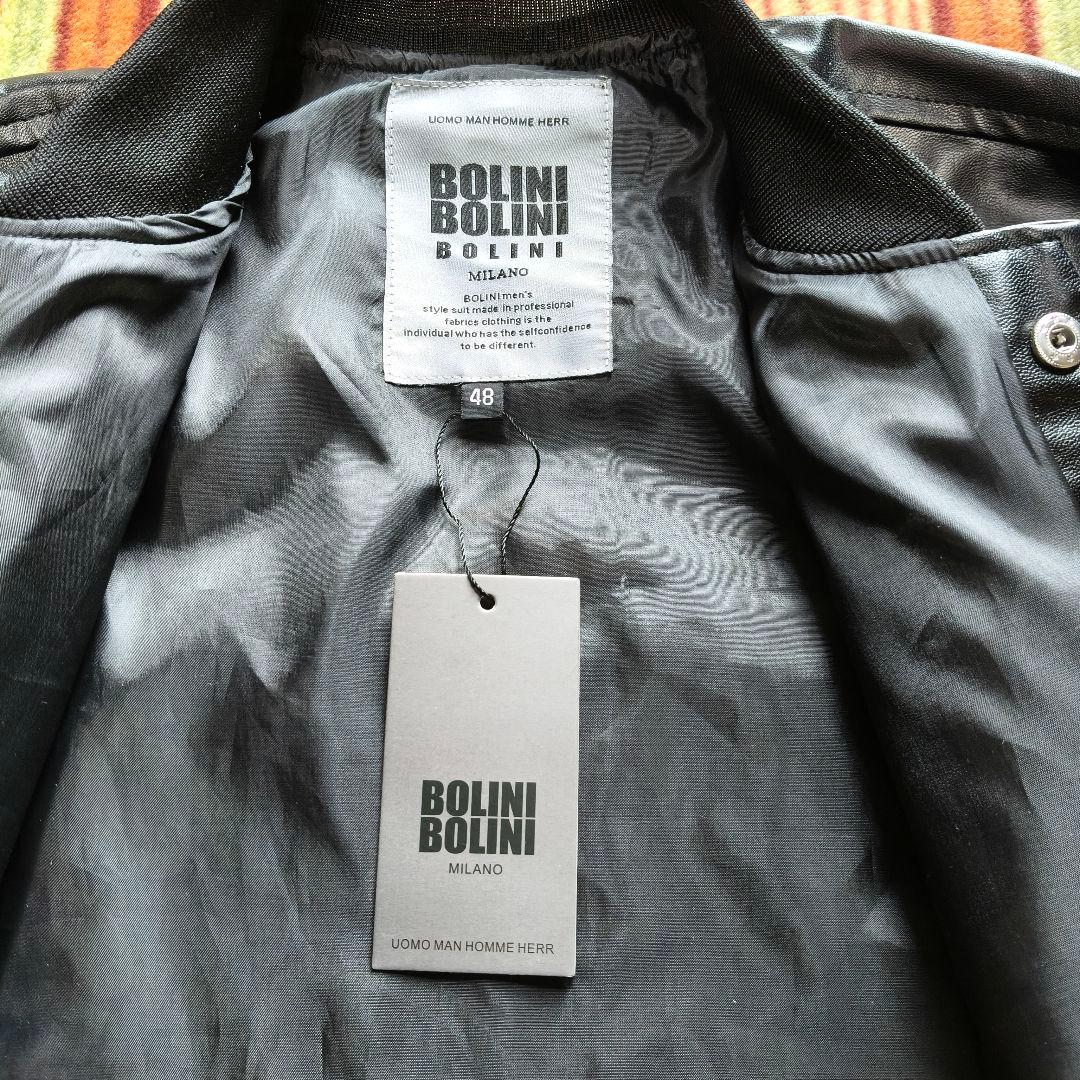 UOMO MAN HOMME HERR
BOLINI
BOLINI
BOLINI
MILANO
BOLINI men's
style suit made in professional
fabrics clothing is the
individual who has the selfconfidence
to be different.
48
BOLINI
BOLINI
MILANO
UOMO MAN HOMME HERR